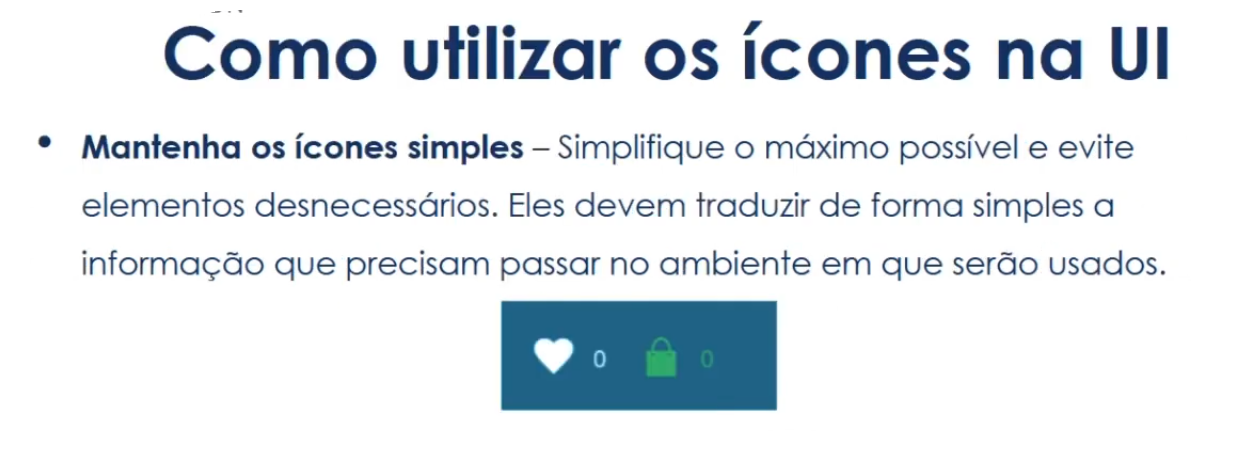 Como utilizar os ícones na UI
• Mantenha os ícones simples – Simplifique o máximo possível e evite
elementos desnecessários. Eles devem traduzir de forma simples a
informação que precisam passar no ambiente em que serão usados.
0 0